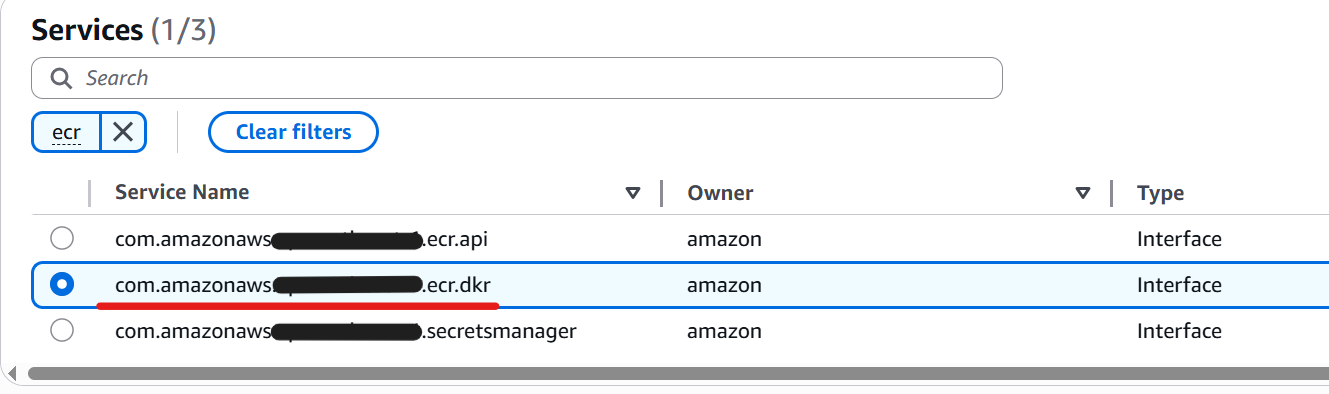 Services (1/3)
Search
ecr
Clear filters
Service Name Owner Type
com.amazonaws .ecr.api amazon Interface
com.amazonaws. .ecr.dkr amazon Interface
com.amazonaws .secretsmanager amazon Interface